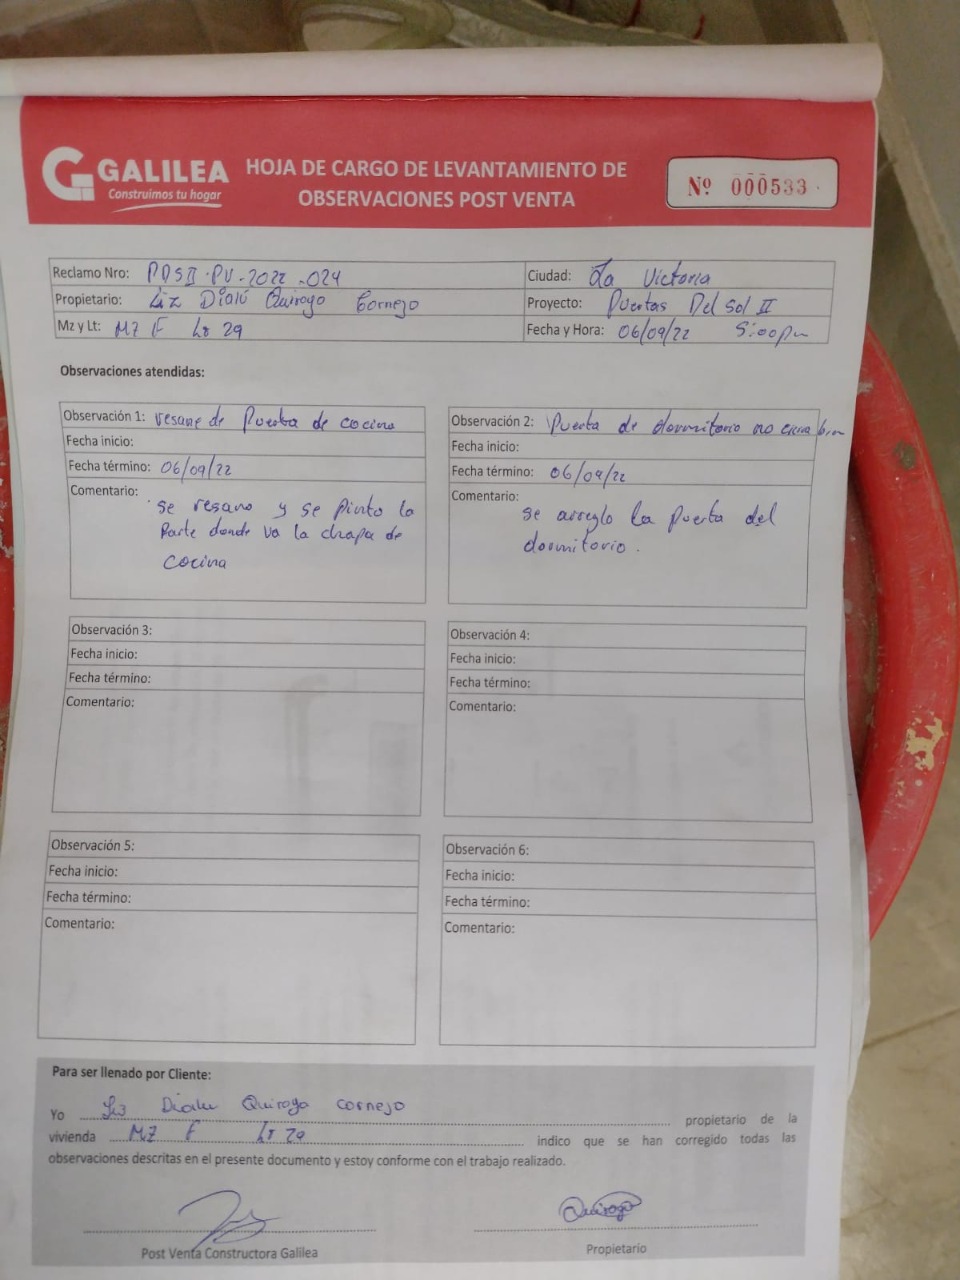 GALILEA
Construimos tu hogar
HOJA DE CARGO DE LEVANTAMIENTO DE
OBSERVACIONES POST VENTA
Nº 000533
Reclamo Nro: PDSII-PV-2022-024
Ciudad: La Victoria
Propietario: Liz Dialú Quiroga Cornejo
Proyecto: Puertas Del Sol II
Mz y Lt: MZ F Lt 29
Fecha y Hora: 06/09/22 5:00pm
Observaciones atendidas:
Observación 1: resane de Puerta de cocina
Fecha inicio:
Fecha término: 06/09/22
Comentario:
se resano y se pinto la
parte donde va la chapa de
cocina
Observación 2: Puerta de dormitorio no cierra bien
Fecha inicio:
Fecha término: 06/09/22
Comentario:
se arreglo la puerta del
dormitorio.
Observación 3:
Fecha inicio:
Fecha término:
Comentario:
Observación 4:
Fecha inicio:
Fecha término:
Comentario:
Observación 5:
Fecha inicio:
Fecha término:
Comentario:
Observación 6:
Fecha inicio:
Fecha término:
Comentario:
Para ser llenado por Cliente:
Yo Liz Dialu Quiroga Cornejo propietario de la
vivienda MZ F Lt 29 indico que se han corregido todas las
observaciones descritas en el presente documento y estoy conforme con el trabajo realizado.
Quiroga
Post Venta Constructora Galilea
Propietario